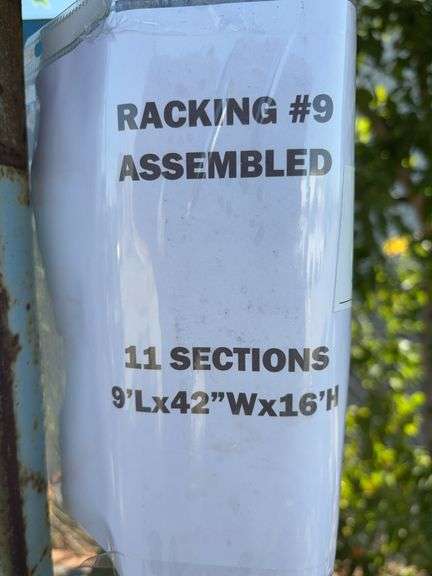 RACKING #9
ASSEMBLED
11 SECTIONS
9’Lx42”Wx16’H